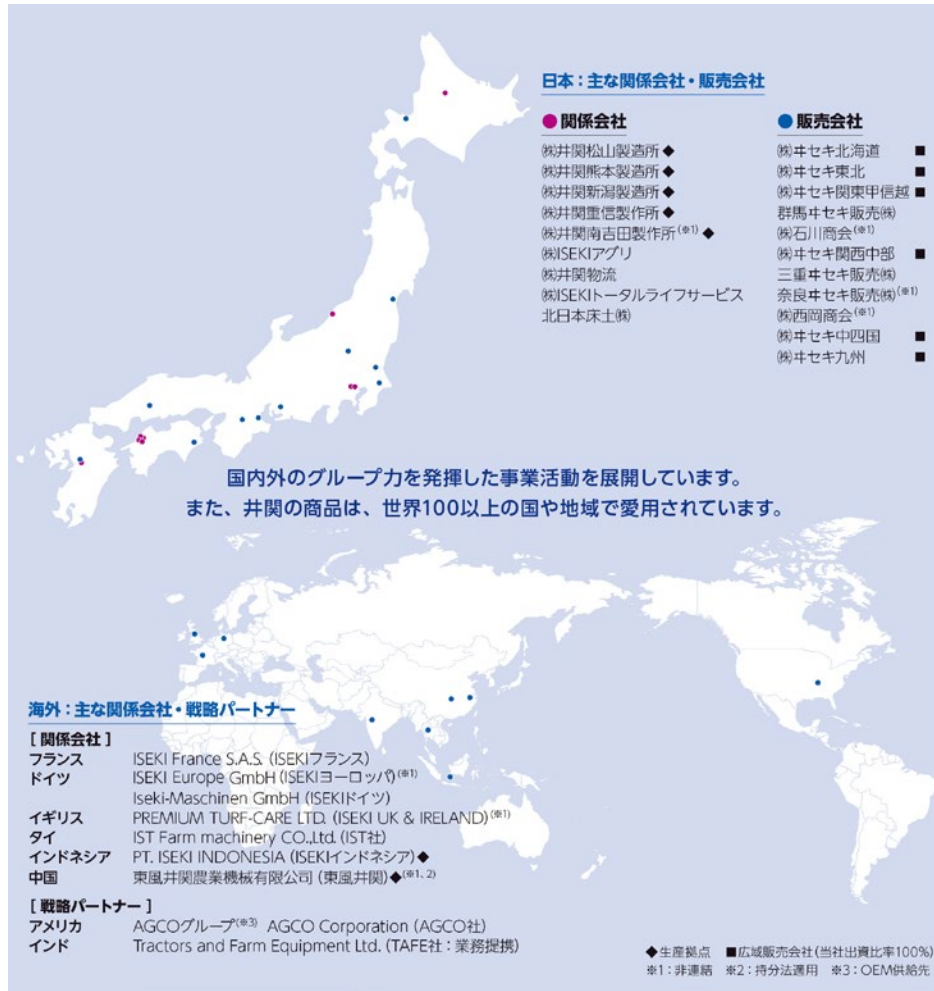 日本：主な関係会社・販売会社
●関係会社
㈱井関松山製造所◆
㈱井関熊本製造所◆
㈱井関新潟製造所◆
㈱井関重信製作所◆
㈱井関南吉田製作所(※1)◆
㈱ISEKIアグリ
㈱井関物流
㈱ISEKIトータルライフサービス
北日本床土㈱
●販売会社
㈱ヰセキ北海道 ■
㈱ヰセキ東北 ■
㈱ヰセキ関東甲信越 ■
群馬ヰセキ販売㈱
㈱石川商会(※1)
㈱ヰセキ関西中部 ■
三重ヰセキ販売㈱
奈良ヰセキ販売㈱(※1)
㈱西岡商会(※1)
㈱ヰセキ中四国 ■
㈱ヰセキ九州 ■
国内外のグループ力を発揮した事業活動を展開しています。
また、井関の商品は、世界100以上の国や地域で愛用されています。
海外：主な関係会社・戦略パートナー
［関係会社］
フランス ISEKI France S.A.S. (ISEKIフランス)
ドイツ ISEKI Europe GmbH (ISEKIヨーロッパ)(※1)
Iseki-Maschinen GmbH (ISEKIドイツ)
イギリス PREMIUM TURF-CARE LTD. (ISEKI UK & IRELAND)(※1)
タイ IST Farm machinery CO.,Ltd. (IST社)
インドネシア PT. ISEKI INDONESIA (ISEKIインドネシア)◆
中国 東風井関農業機械有限公司 (東風井関)◆(※1、2)
［戦略パートナー］
アメリカ AGCOグループ(※3) AGCO Corporation (AGCO社)
インド Tractors and Farm Equipment Ltd. (TAFE社：業務提携)
◆生産拠点 ■広域販売会社(当社出資比率100%)
※1：非連結 ※2：持分法適用 ※3：OEM供給先